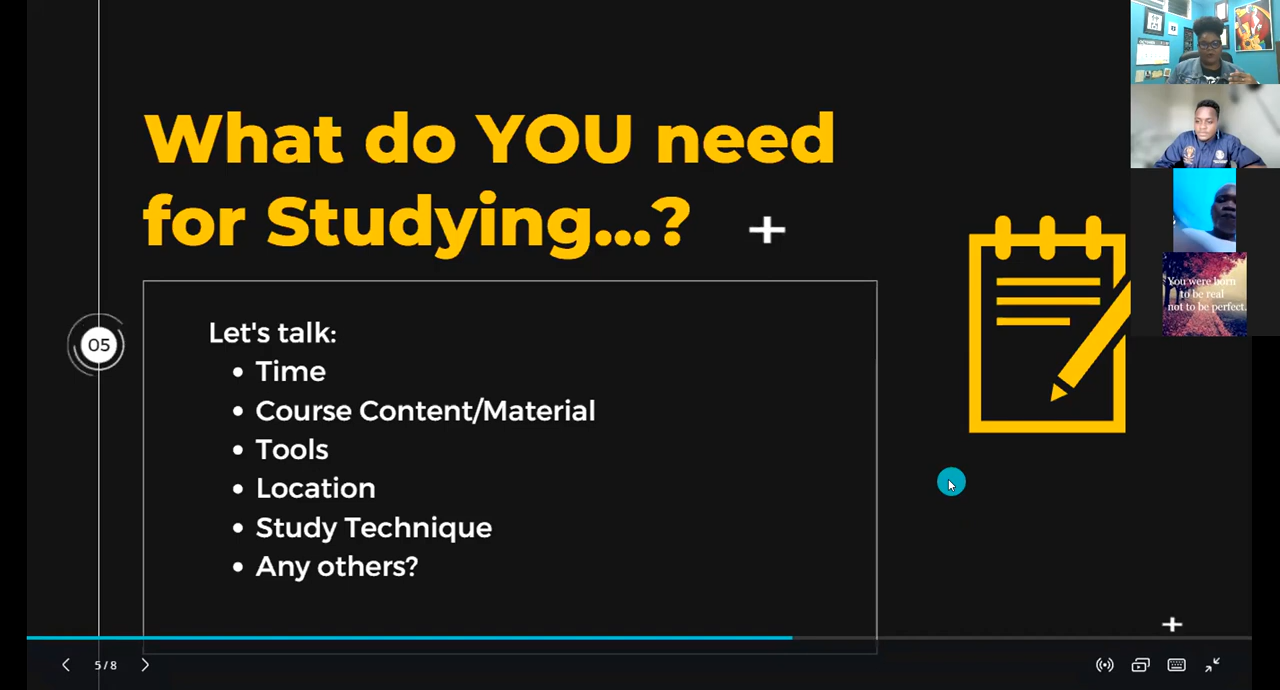 What do YOU need
for Studying...?
05
Let's talk:
• Time
• Course Content/Material
• Tools
• Location
• Study Technique
• Any others?
You were born
to be real
not to be perfect.
5/8